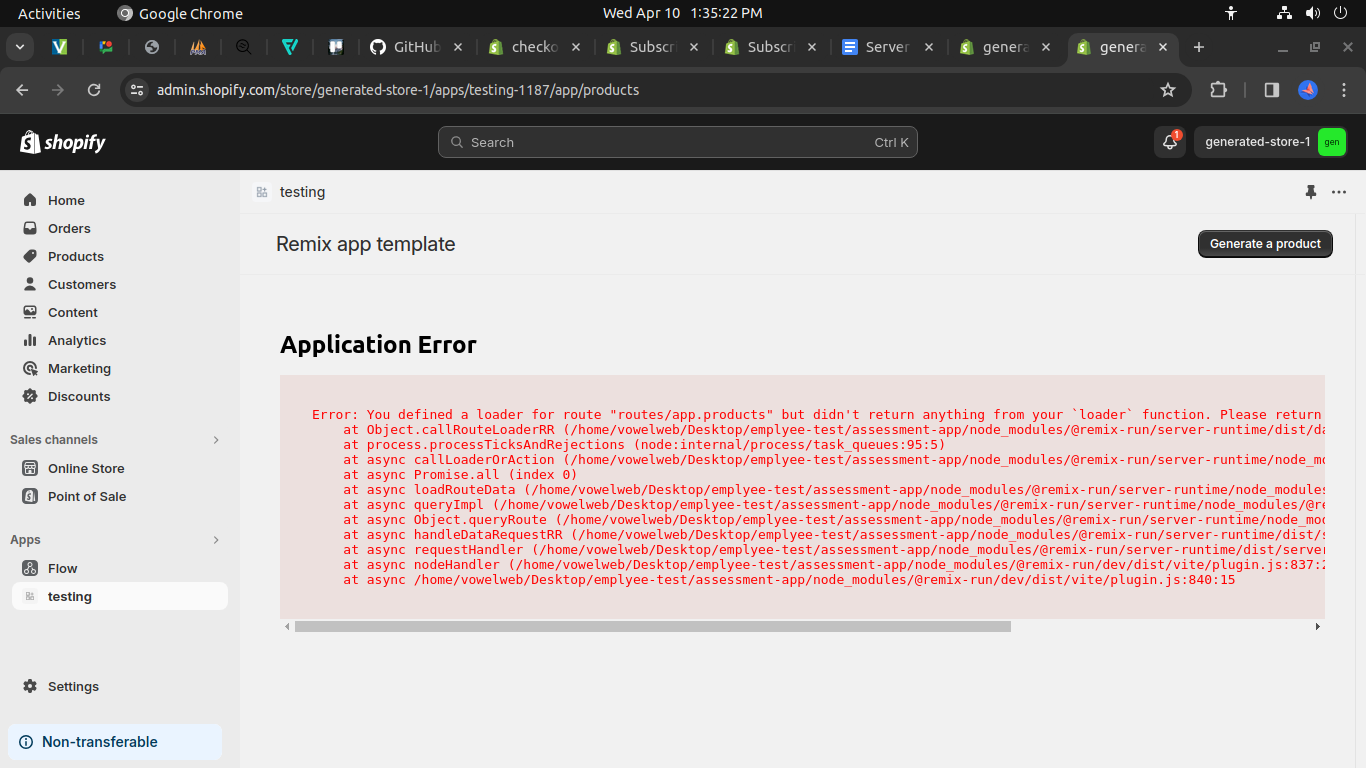 Activities
Google Chrome
Wed Apr 10 1:35:22 PM
GitHub
checko
Subscri
Subscri
Server
genera
genera
admin.shopify.com/store/generated-store-1/apps/testing-1187/app/products
shopify
Search
Ctrl K
1
generated-store-1
gen
Home
Orders
Products
Customers
Content
Analytics
Marketing
Discounts
Sales channels
Online Store
Point of Sale
Apps
Flow
testing
Settings
Non-transferable
testing
Remix app template
Generate a product
Application Error
Error: You defined a loader for route "routes/app.products" but didn't return anything from your `loader` function. Please return
at Object.callRouteLoaderRR (/home/vowelweb/Desktop/emplyee-test/assessment-app/node_modules/@remix-run/server-runtime/dist/da
at process.processTicksAndRejections (node:internal/process/task_queues:95:5)
at async callLoaderOrAction (/home/vowelweb/Desktop/emplyee-test/assessment-app/node_modules/@remix-run/server-runtime/node_mo
at async Promise.all (index 0)
at async loadRouteData (/home/vowelweb/Desktop/emplyee-test/assessment-app/node_modules/@remix-run/server-runtime/node_modules
at async queryImpl (/home/vowelweb/Desktop/emplyee-test/assessment-app/node_modules/@remix-run/server-runtime/node_modules/@re
at async Object.queryRoute (/home/vowelweb/Desktop/emplyee-test/assessment-app/node_modules/@remix-run/server-runtime/node_mod
at async handleDataRequestRR (/home/vowelweb/Desktop/emplyee-test/assessment-app/node_modules/@remix-run/server-runtime/dist/s
at async requestHandler (/home/vowelweb/Desktop/emplyee-test/assessment-app/node_modules/@remix-run/server-runtime/dist/server
at async nodeHandler (/home/vowelweb/Desktop/emplyee-test/assessment-app/node_modules/@remix-run/dev/dist/vite/plugin.js:837:2
at async /home/vowelweb/Desktop/emplyee-test/assessment-app/node_modules/@remix-run/dev/dist/vite/plugin.js:840:15